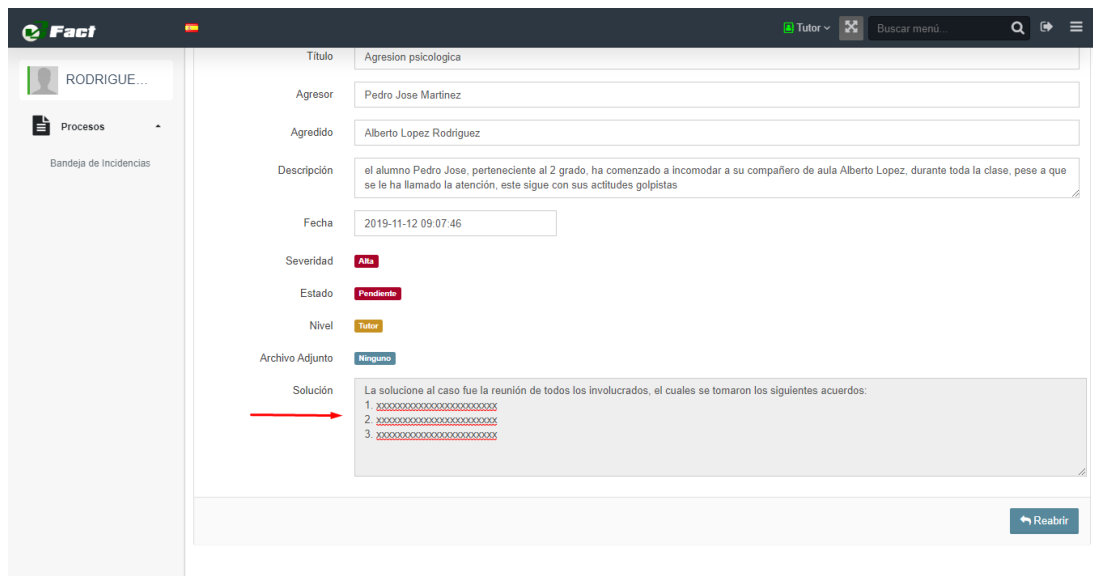 Fact
Tutor
Buscar menú...
RODRIGUE...
Procesos
Bandeja de Incidencias
Título
Agresion psicologica
Agresor
Pedro Jose Martinez
Agredido
Alberto Lopez Rodriguez
Descripción
el alumno Pedro Jose, perteneciente al 2 grado, ha comenzado a incomodar a su compañero de aula Alberto Lopez, durante toda la clase, pese a que
se le ha llamado la atención, este sigue con sus actitudes golpistas
Fecha
2019-11-12 09:07:46
Severidad
Alta
Estado
Pendiente
Nivel
Tutor
Archivo Adjunto
Ninguno
Solución
La solucione al caso fue la reunión de todos los involucrados, el cuales se tomaron los siguientes acuerdos:
1. xxxxxxxxxxxxxxxxxxxxxxx
2. xxxxxxxxxxxxxxxxxxxxxxx
3. xxxxxxxxxxxxxxxxxxxxxxx
Reabrir